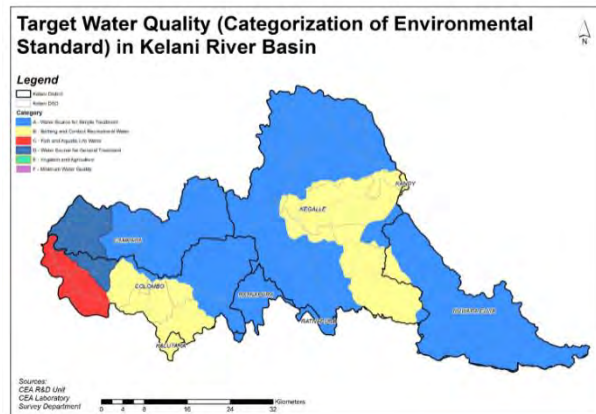 Target Water Quality (Categorization of Environmental
Standard) in Kelani River Basin
N
Legend
Kelani District
Kelani DSD
Category
A - Water Source for Simple Treatment
B - Bathing and Contact Recreational Water
C - Fish and Aquatic Life Water
D - Water Source for General Treatment
E - Irrigation and Agriculture
F - Minimum Water Quality
KANDY
KEGALLE
GAMPAHA
COLOMBO
RATNAPURA
KALUTARA
Sources:
CEA R&D Unit
CEA Laboratory
Survey Department
0 2 4 8 16 24 32
Kilometers